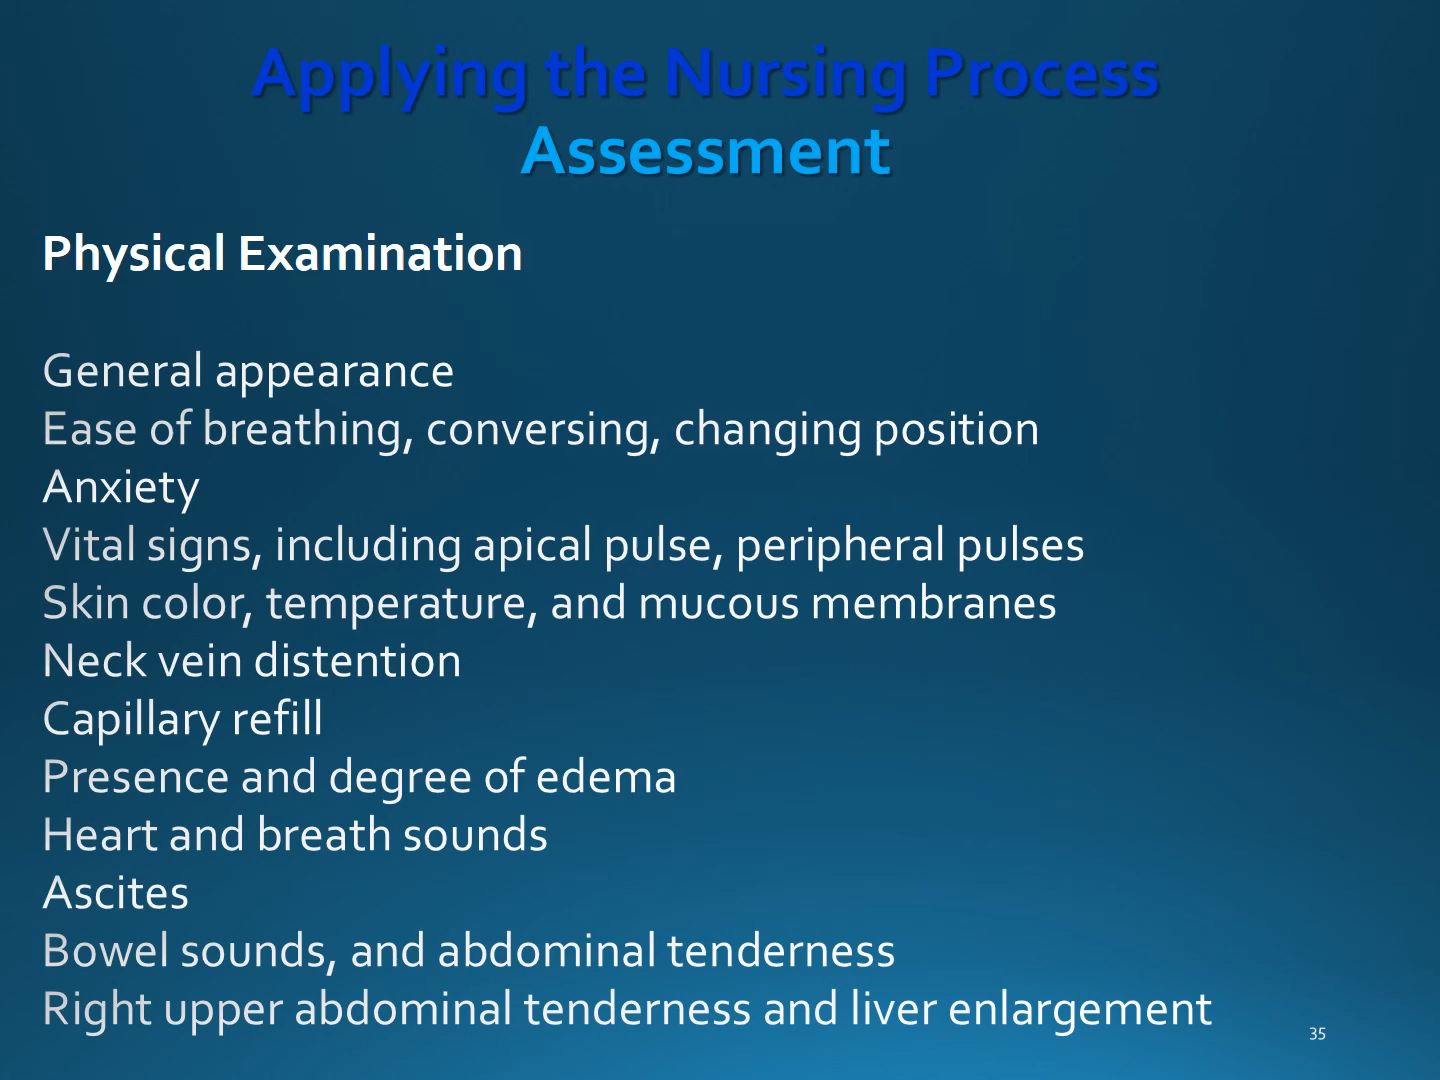 Applying the Nursing Process
Assessment
Physical Examination
General appearance
Ease of breathing, conversing, changing position
Anxiety
Vital signs, including apical pulse, peripheral pulses
Skin color, temperature, and mucous membranes
Neck vein distention
Capillary refill
Presence and degree of edema
Heart and breath sounds
Ascites
Bowel sounds, and abdominal tenderness
Right upper abdominal tenderness and liver enlargement
35